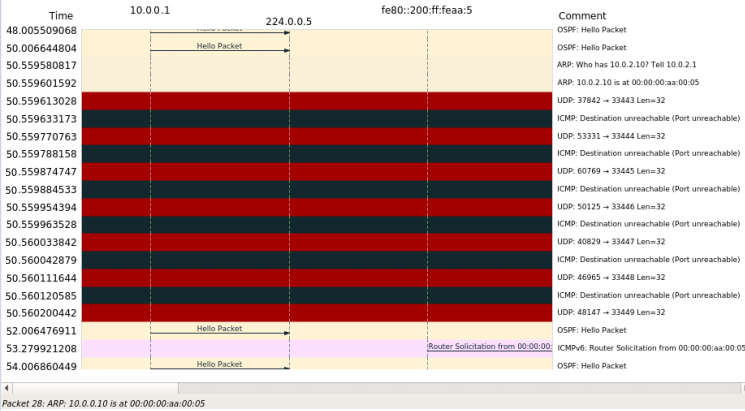 Time 10.0.0.1 224.0.0.5 fe80::200:ff:feaa:5 Comment
48.005509068 Hello Packet OSPF: Hello Packet
50.006644804 Hello Packet OSPF: Hello Packet
50.559580817 ARP: Who has 10.0.2.10? Tell 10.0.2.1
50.559601592 ARP: 10.0.2.10 is at 00:00:00:aa:00:05
50.559613028 UDP: 37842 → 33443 Len=32
50.559633173 ICMP: Destination unreachable (Port unreachable)
50.559770763 UDP: 53331 → 33444 Len=32
50.559788158 ICMP: Destination unreachable (Port unreachable)
50.559874747 UDP: 60769 → 33445 Len=32
50.559884533 ICMP: Destination unreachable (Port unreachable)
50.559954394 UDP: 50125 → 33446 Len=32
50.559963528 ICMP: Destination unreachable (Port unreachable)
50.560033842 UDP: 40829 → 33447 Len=32
50.560042879 ICMP: Destination unreachable (Port unreachable)
50.560111644 UDP: 46965 → 33448 Len=32
50.560120585 ICMP: Destination unreachable (Port unreachable)
50.560200442 UDP: 48147 → 33449 Len=32
52.006476911 Hello Packet OSPF: Hello Packet
53.279921208 Router Solicitation from 00:00:00: ICMPv6: Router Solicitation from 00:00:00:aa:00:05
54.006860449 Hello Packet OSPF: Hello Packet
Packet 28: ARP: 10.0.0.10 is at 00:00:00:aa:00:05